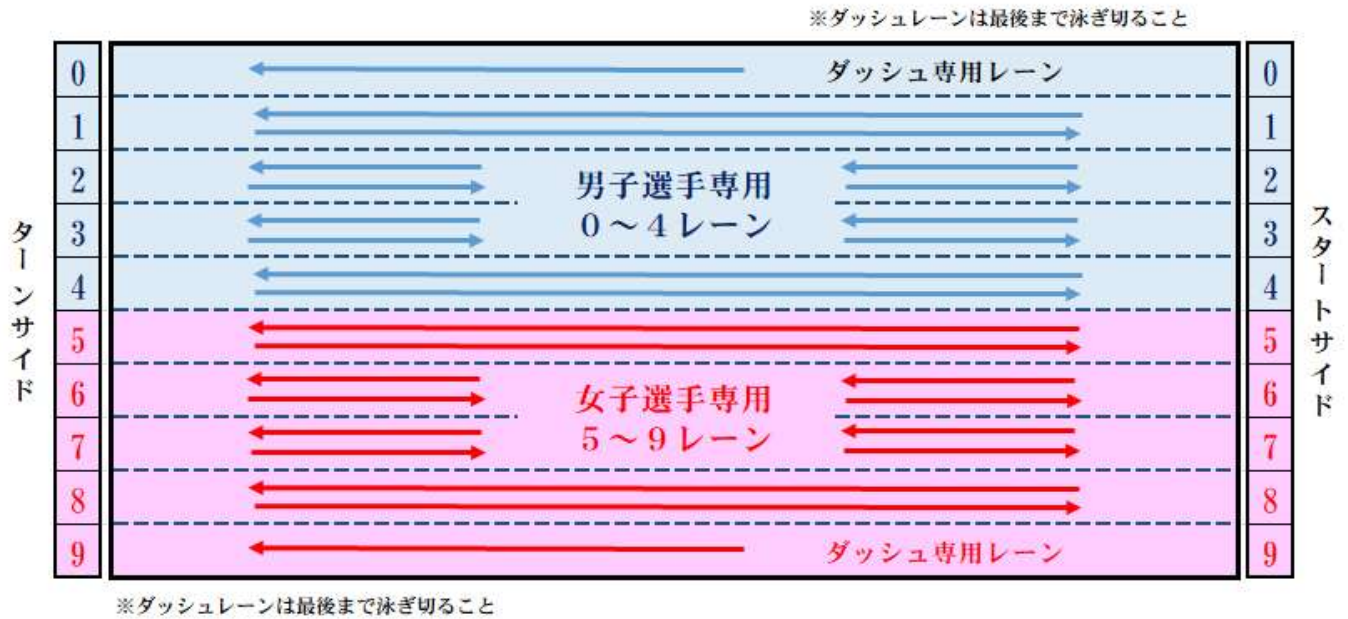 ※ダッシュレーンは最後まで泳ぎ切ること
0 ダッシュ専用レーン 0
1 1
2 2
男子選手専用
0～4レーン
3 3
4 4
ターンサイド
スタートサイド
5 5
6 6
女子選手専用
5～9レーン
7 7
8 8
9 ダッシュ専用レーン 9
※ダッシュレーンは最後まで泳ぎ切ること